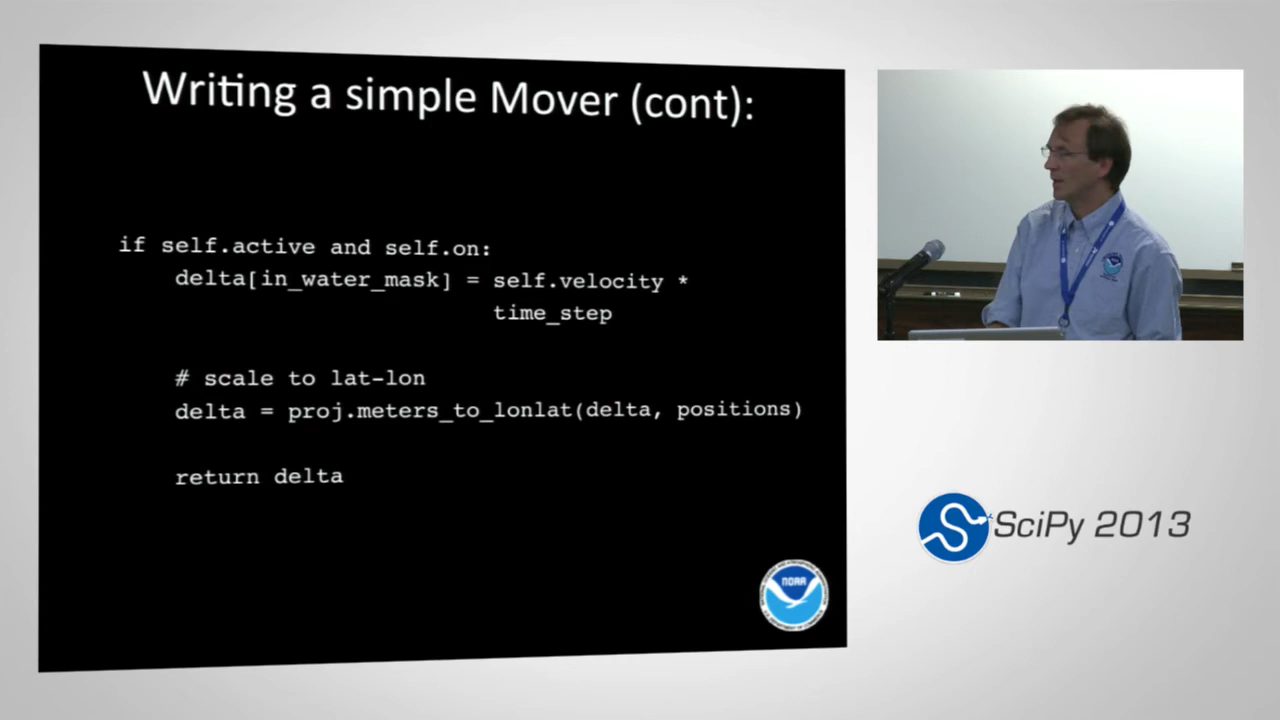 Writing a simple Mover (cont):
if self.active and self.on:
delta[in_water_mask] = self.velocity *
time_step
# scale to lat-lon
delta = proj.meters_to_lonlat(delta, positions)
return delta
NOAA
SciPy 2013